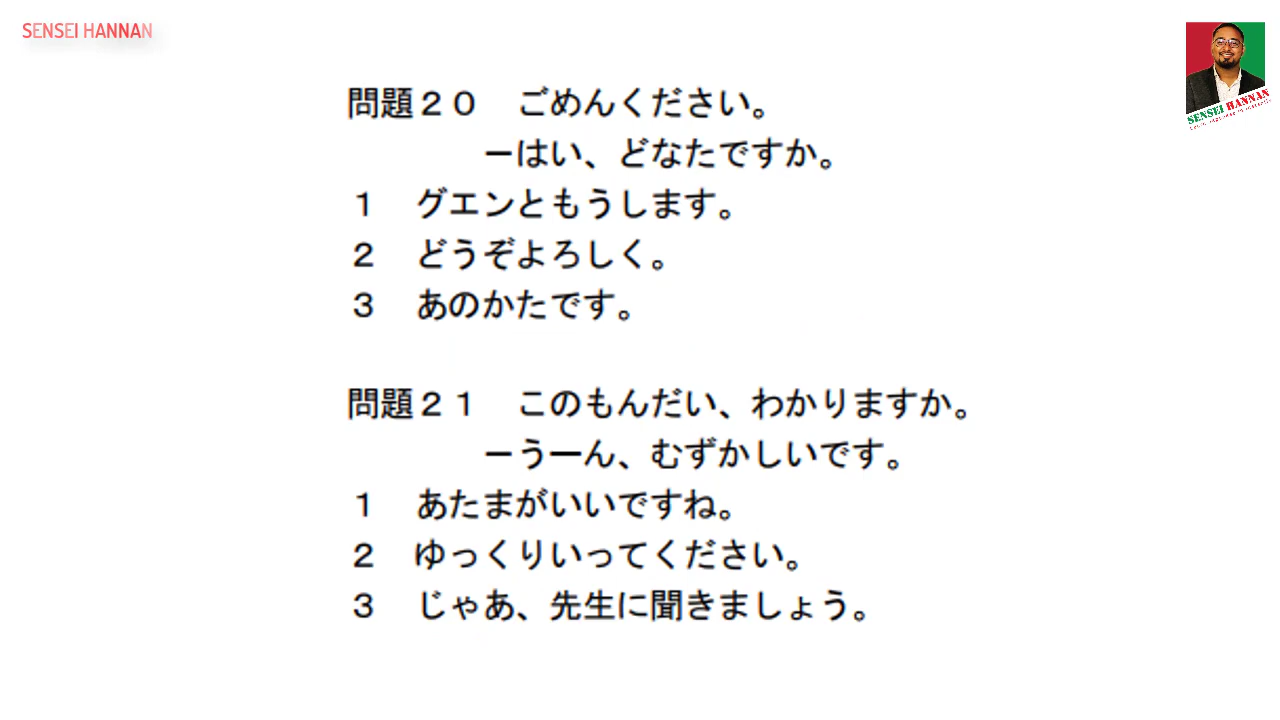 SENSEI HANNAN
SENSEI HANNAN
問題20　ごめんください。
ーはい、どなたですか。
1　グエンともうします。
2　どうぞよろしく。
3　あのかたです。
問題21　このもんだい、わかりますか。
ーうーん、むずかしいです。
1　あたまがいいですね。
2　ゆっくりいってください。
3　じゃあ、先生に聞きましょう。